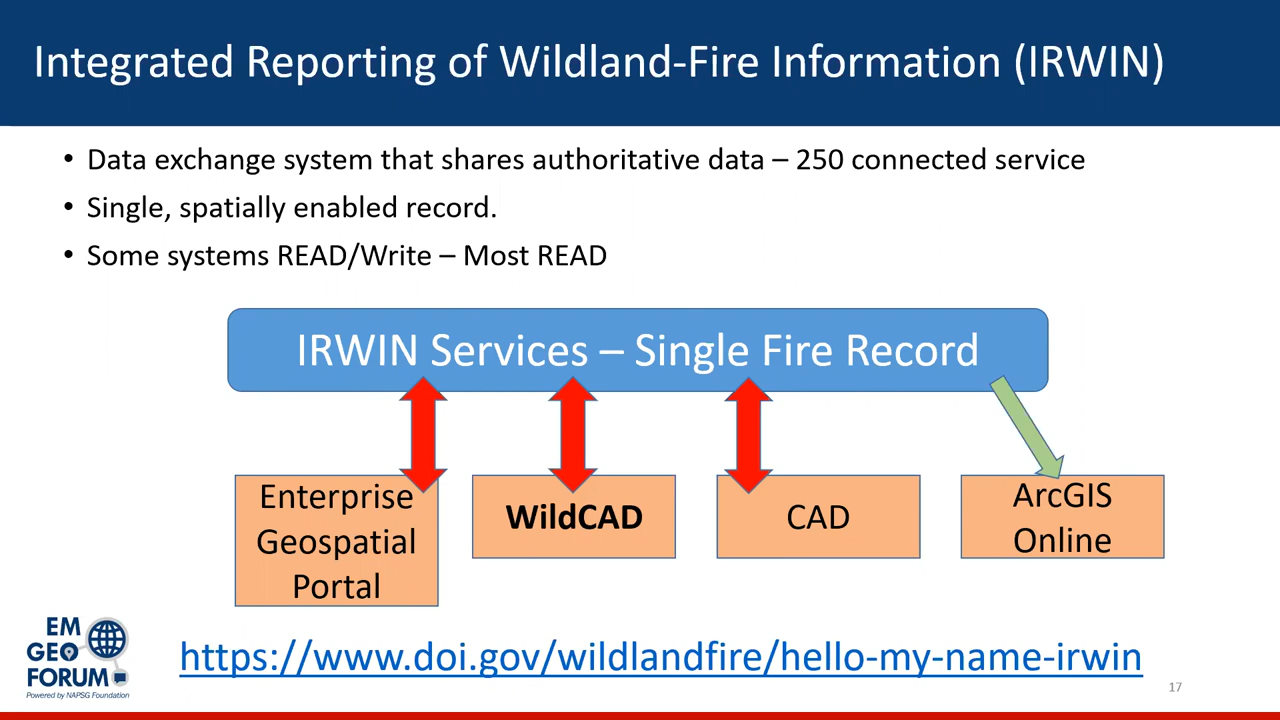 Integrated Reporting of Wildland-Fire Information (IRWIN)
• Data exchange system that shares authoritative data – 250 connected service
• Single, spatially enabled record.
• Some systems READ/Write – Most READ
IRWIN Services – Single Fire Record
Enterprise
Geospatial
Portal
WildCAD
CAD
ArcGIS
Online
EM
GEO
FORUM
Powered by NAPSG Foundation
https://www.doi.gov/wildlandfire/hello-my-name-irwin
17